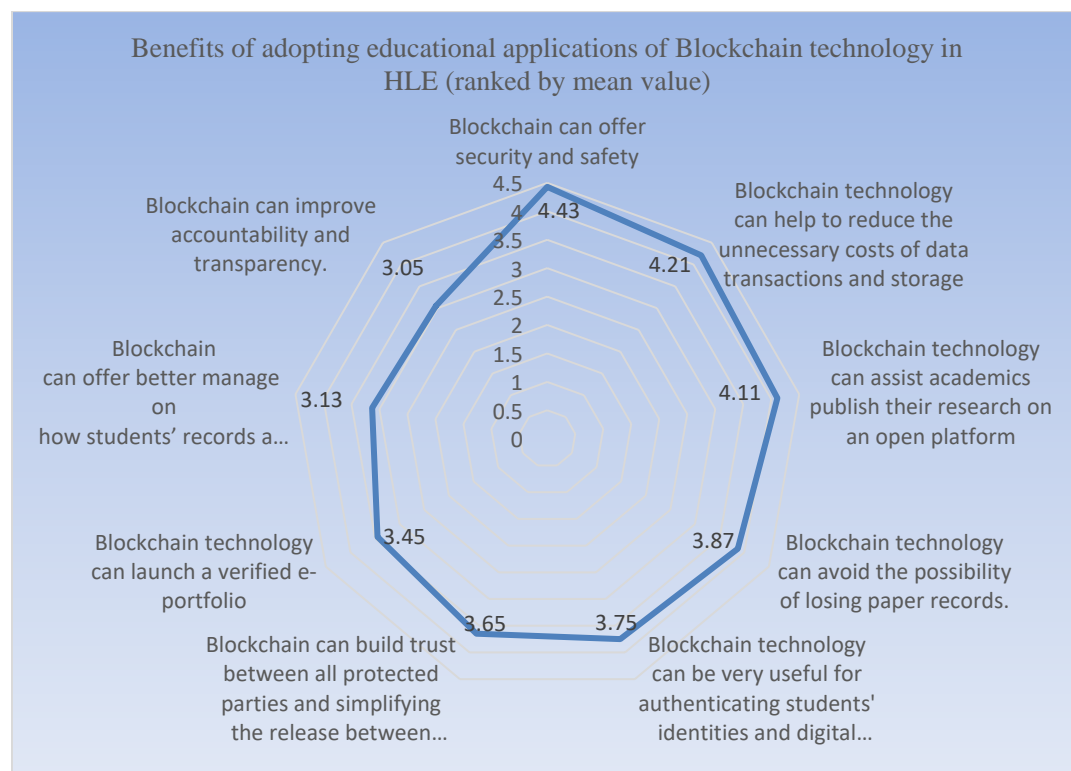 Benefits of adopting educational applications of Blockchain technology in
HLE (ranked by mean value)
Blockchain can offer
security and safety
4.43
Blockchain technology
can help to reduce the
unnecessary costs of data
transactions and storage
4.21
Blockchain technology
can assist academics
publish their research on
an open platform
4.11
Blockchain technology
can avoid the possibility
of losing paper records.
3.87
Blockchain technology
can be very useful for
authenticating students'
identities and digital...
3.75
Blockchain can build trust
between all protected
parties and simplifying
the release between...
3.65
Blockchain technology
can launch a verified e-
portfolio
3.45
Blockchain
can offer better manage
on
how students’ records a...
3.13
Blockchain can improve
accountability and
transparency.
3.05
4.5
4
3.5
3
2.5
2
1.5
1
0.5
0